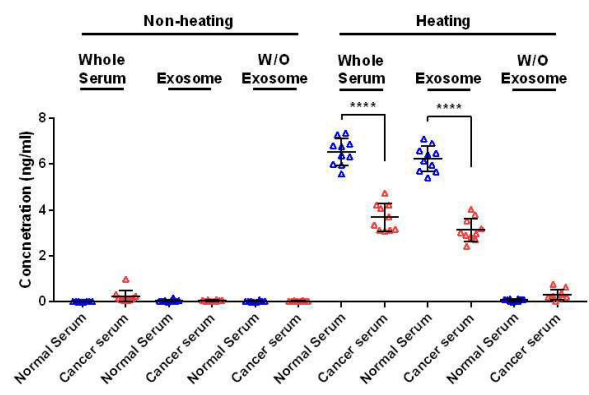 Non-heating
Heating
Whole
Serum
Exosome
W/O
Exosome
Whole
Serum
Exosome
W/O
Exosome
****
****
Concnetration (ng/ml)
8
6
4
2
0
Normal Serum
Cancer serum
Normal Serum
Cancer serum
Normal Serum
Cancer serum
Normal Serum
Cancer serum
Normal Serum
Cancer serum
Normal Serum
Cancer serum